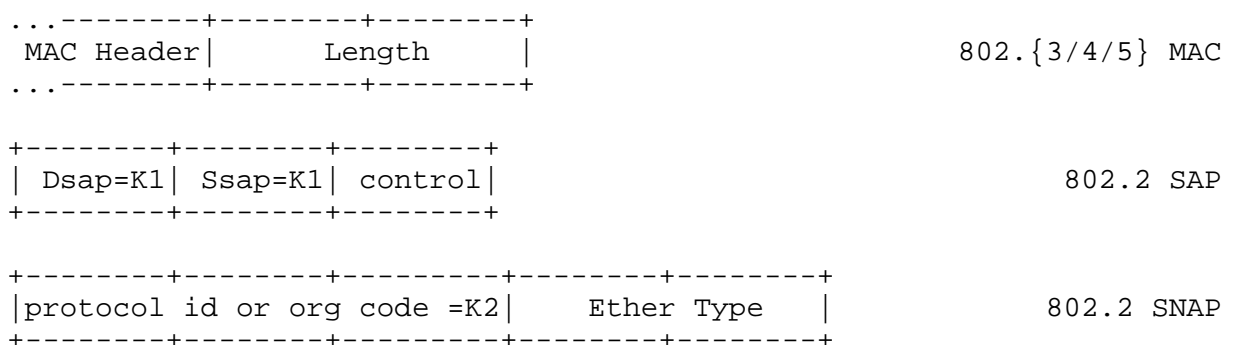 ...--------+--------+--------+
 MAC Header|      Length     |                         802.{3/4/5} MAC
...--------+--------+--------+

+--------+--------+--------+
| Dsap=K1| Ssap=K1| control|                                  802.2 SAP
+--------+--------+--------+

+--------+--------+---------+--------+--------+
|protocol id or org code =K2|    Ether Type   |              802.2 SNAP
+--------+--------+---------+--------+--------+